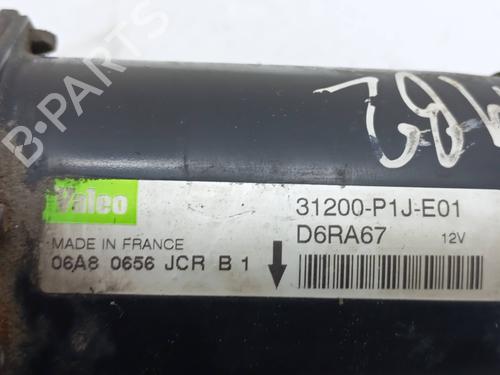 Valeo
31200-P1J-E01
MADE IN FRANCE
D6RA67 12V
06A8 0656 JCR B 1